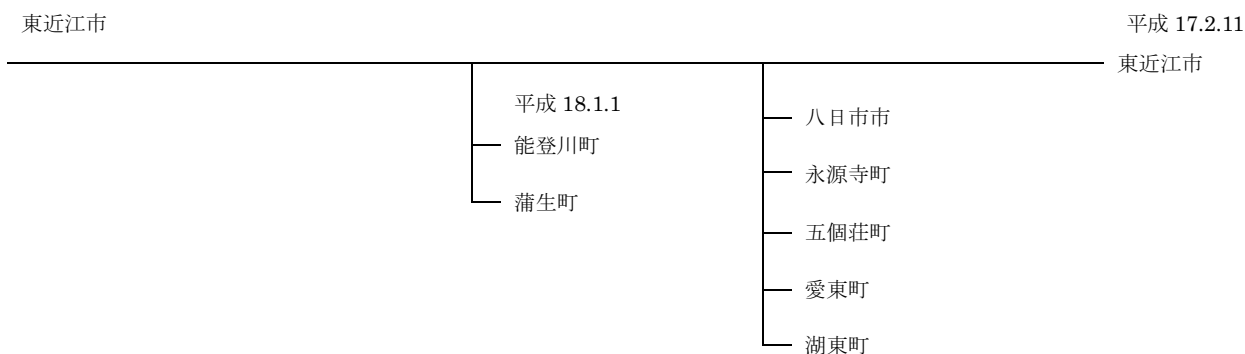 東近江市
平成 17.2.11
東近江市
平成 18.1.1
能登川町
蒲生町
八日市市
永源寺町
五個荘町
愛東町
湖東町